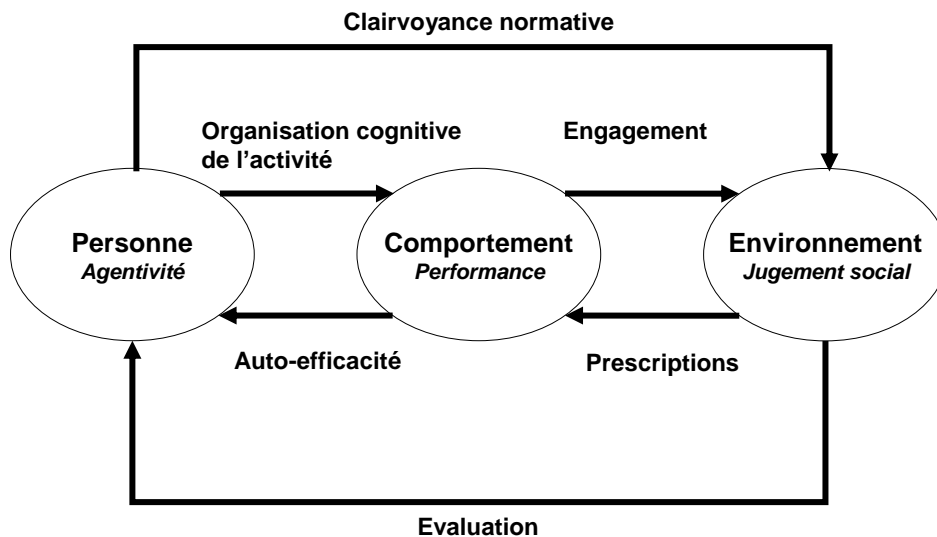 Clairvoyance normative
Organisation cognitive
de l'activité
Engagement
Personne
Agentivité
Comportement
Performance
Environnement
Jugement social
Auto-efficacité
Prescriptions
Evaluation